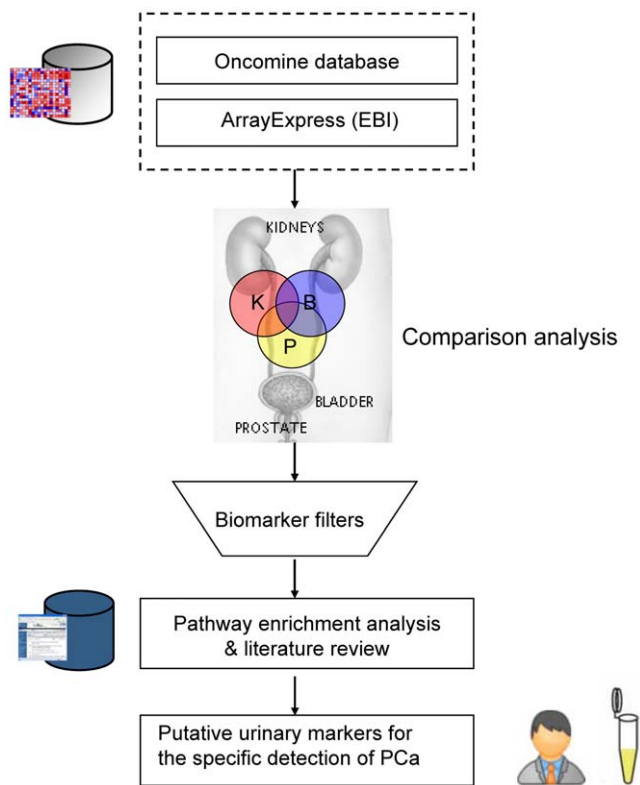 Oncomine database
ArrayExpress (EBI)
KIDNEYS
K
B
P
Comparison analysis
BLADDER
PROSTATE
Biomarker filters
Pathway enrichment analysis
& literature review
Putative urinary markers for
the specific detection of PCa